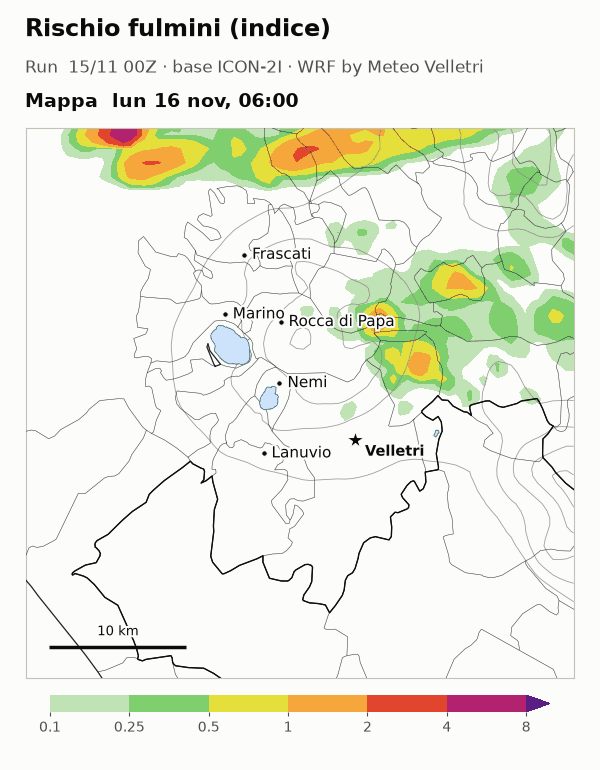 Rischio fulmini (indice)
Run  15/11 00Z · base ICON-2I · WRF by Meteo Velletri
Mappa  lun 16 nov, 06:00
Frascati
Marino
Rocca di Papa
Nemi
Velletri
Lanuvio
10 km
0.1 0.25 0.5 1 2 4 8